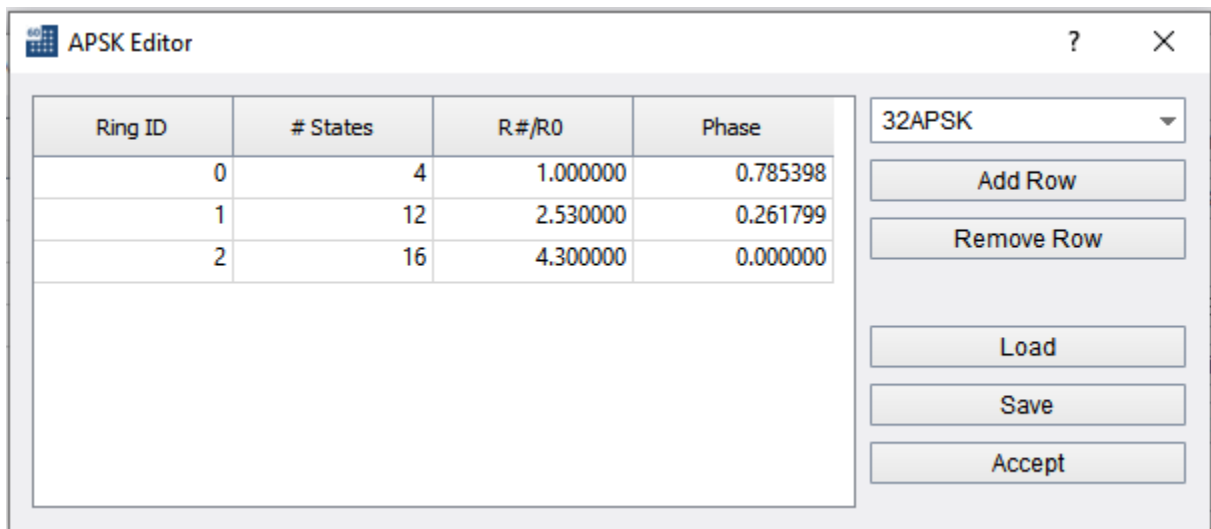 APSK Editor ?
Ring ID # States R#/R0 Phase
0 4 1.000000 0.785398
1 12 2.530000 0.261799
2 16 4.300000 0.000000
32APSK
Add Row
Remove Row
Load
Save
Accept